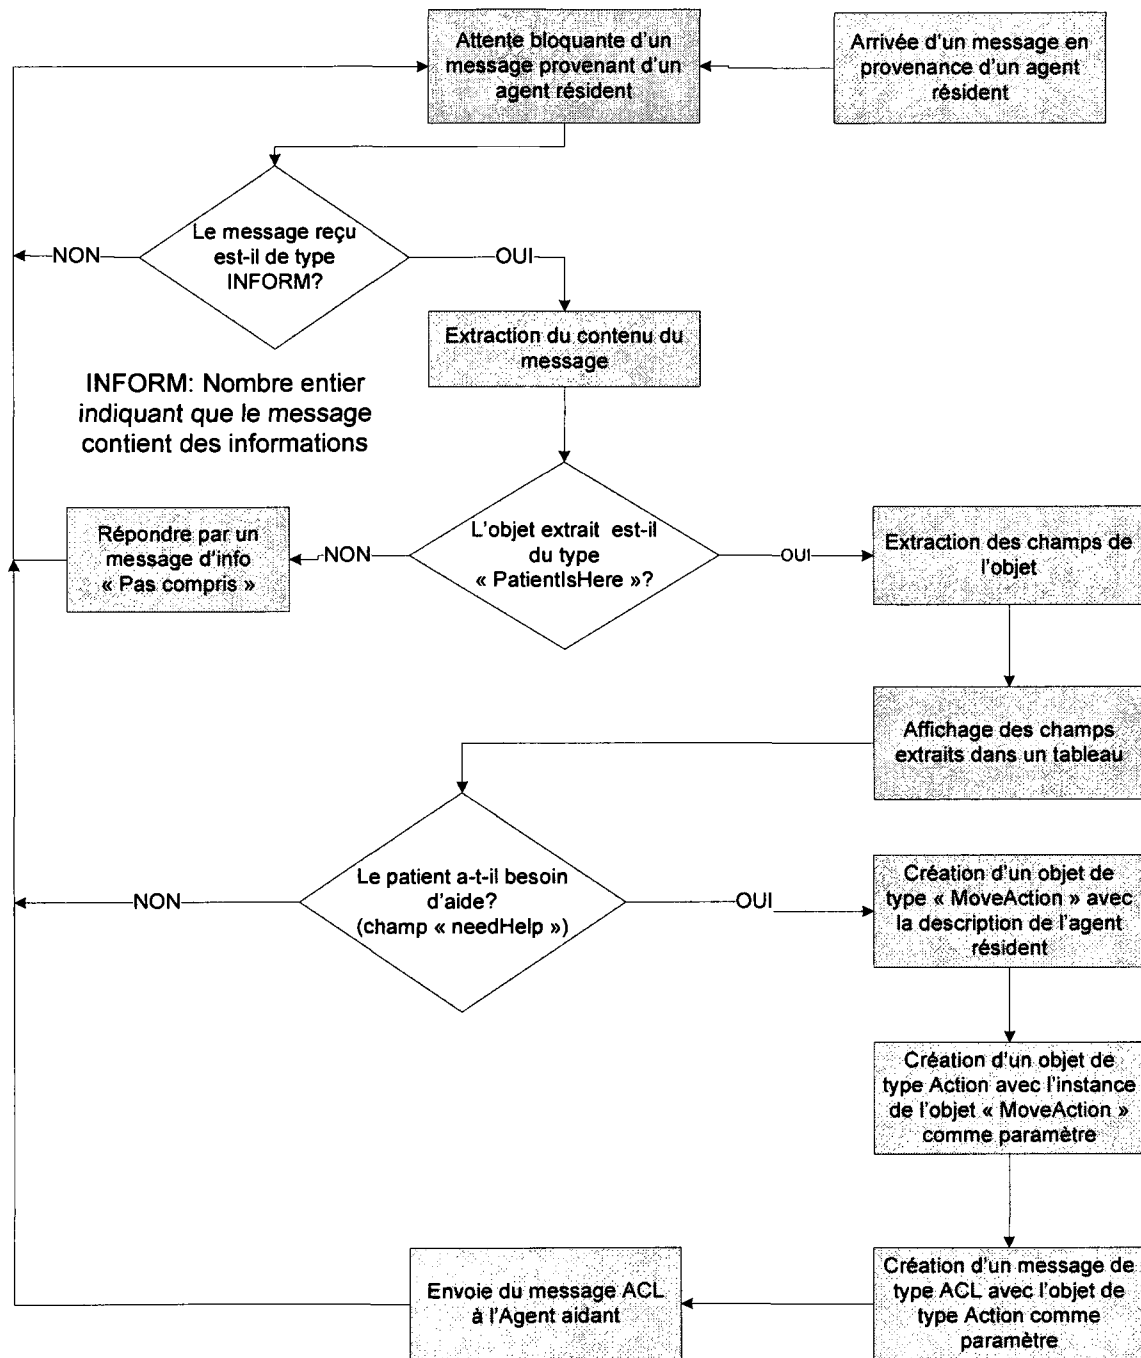 Attente bloquante d'un
message provenant d'un
agent résident
Arrivée d'un message en
provenance d'un agent
résident
Le message reçu
est-il de type
INFORM?
NON
OUI
Extraction du contenu du
message
INFORM: Nombre entier
indiquant que le message
contient des informations
Répondre par un
message d'info
« Pas compris »
NON
L'objet extrait est-il
du type
« PatientIsHere »?
OUI
Extraction des champs de
l'objet
Affichage des champs
extraits dans un tableau
Le patient a-t-il besoin
d'aide?
(champ « needHelp »)
NON
OUI
Création d'un objet de
type « MoveAction » avec
la description de l'agent
résident
Création d'un objet de
type Action avec l'instance
de l'objet « MoveAction »
comme paramètre
Envoie du message ACL
à l'Agent aidant
Création d'un message de
type ACL avec l'objet de
type Action comme
paramètre